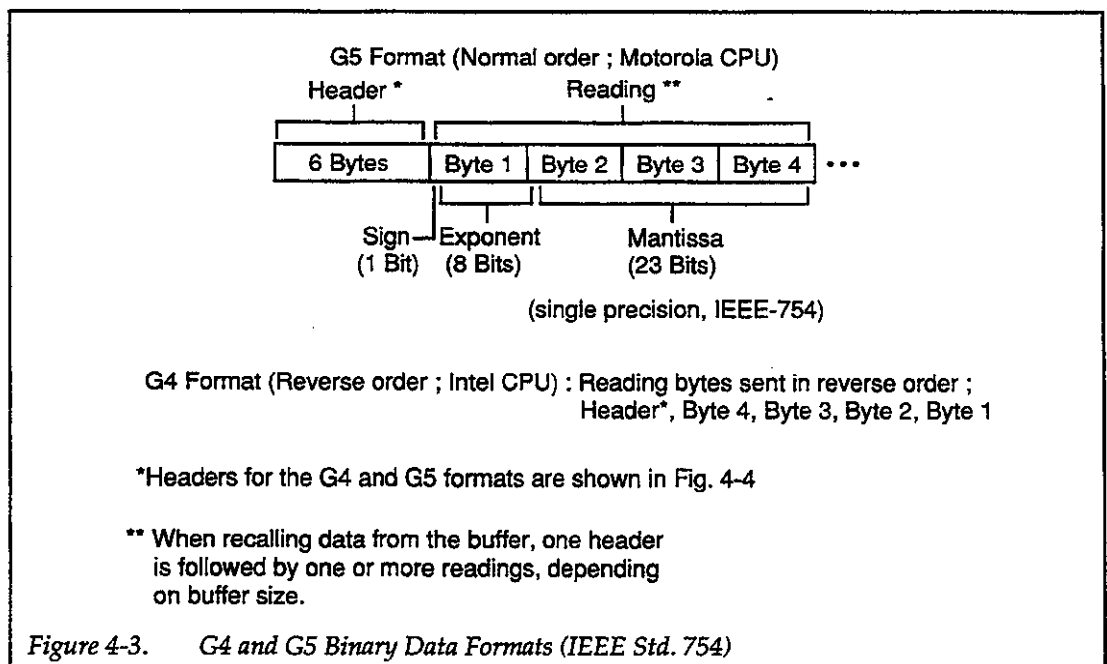 G5 Format (Normal order ; Motorola CPU)
Header * Reading **
6 Bytes Byte 1 Byte 2 Byte 3 Byte 4 •••
Sign Exponent Mantissa
(1 Bit) (8 Bits) (23 Bits)
(single precision, IEEE-754)
G4 Format (Reverse order ; Intel CPU) : Reading bytes sent in reverse order ;
Header*, Byte 4, Byte 3, Byte 2, Byte 1
*Headers for the G4 and G5 formats are shown in Fig. 4-4
** When recalling data from the buffer, one header
is followed by one or more readings, depending
on buffer size.
Figure 4-3. G4 and G5 Binary Data Formats (IEEE Std. 754)